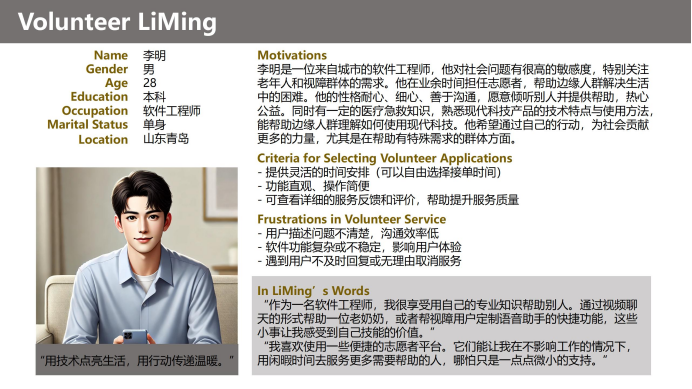 Volunteer LiMing
Name 李明
Gender 男
Age 28
Education 本科
Occupation 软件工程师
Marital Status 单身
Location 山东青岛
“用技术点亮生活，用行动传递温暖。”
Motivations
李明是一位来自城市的软件工程师，他对社会问题有很高的敏感度，特别关注
老年人和视障群体的需求。他在业余时间担任志愿者，帮助边缘人群解决生活
中的困难。他的性格耐心、细心、善于沟通，愿意倾听别人并提供帮助，热心
公益。同时有一定的医疗急救知识，熟悉现代科技产品的技术特点与使用方法，
能帮助边缘人群理解如何使用现代科技。他希望通过自己的行动，为社会贡献
更多的力量，尤其是在帮助有特殊需求的群体方面。
Criteria for Selecting Volunteer Applications
- 提供灵活的时间安排（可以自由选择接单时间）
- 功能直观、操作简便
- 可查看详细的服务反馈和评价，帮助提升服务质量
Frustrations in Volunteer Service
- 用户描述问题不清楚，沟通效率低
- 软件功能复杂或不稳定，影响用户体验
- 遇到用户不及时回复或无理由取消服务
In LiMing’s Words
“作为一名软件工程师，我很享受用自己的专业知识帮助别人。通过视频聊
天的形式帮助一位老奶奶，或者帮视障用户定制语音助手的快捷功能，这些
小事让我感受到自己技能的价值。”
“我喜欢使用一些便捷的志愿者平台。它们能让我在不影响工作的情况下，
用闲暇时间去服务更多需要帮助的人，哪怕只是一点点微小的支持。”